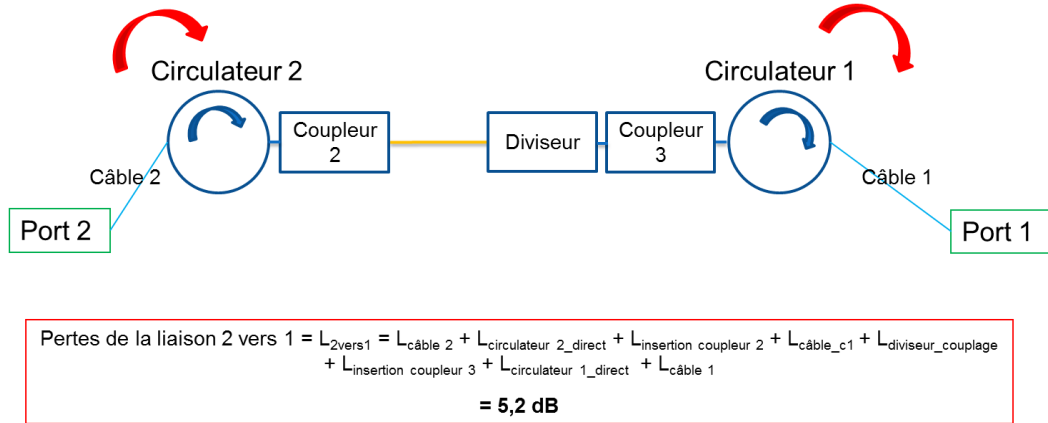 Circulateur 2
Circulateur 1
Coupleur
2
Diviseur
Coupleur
3
Câble 2
Câble 1
Port 2
Port 1
Pertes de la liaison 2 vers 1 = L2vers1 = Lcâble 2 + Lcirculateur 2_direct + Linsertion coupleur 2 + Lcâble_c1 + Ldiviseur_couplage
+ Linsertion coupleur 3 + Lcirculateur 1_direct + Lcâble 1
= 5,2 dB